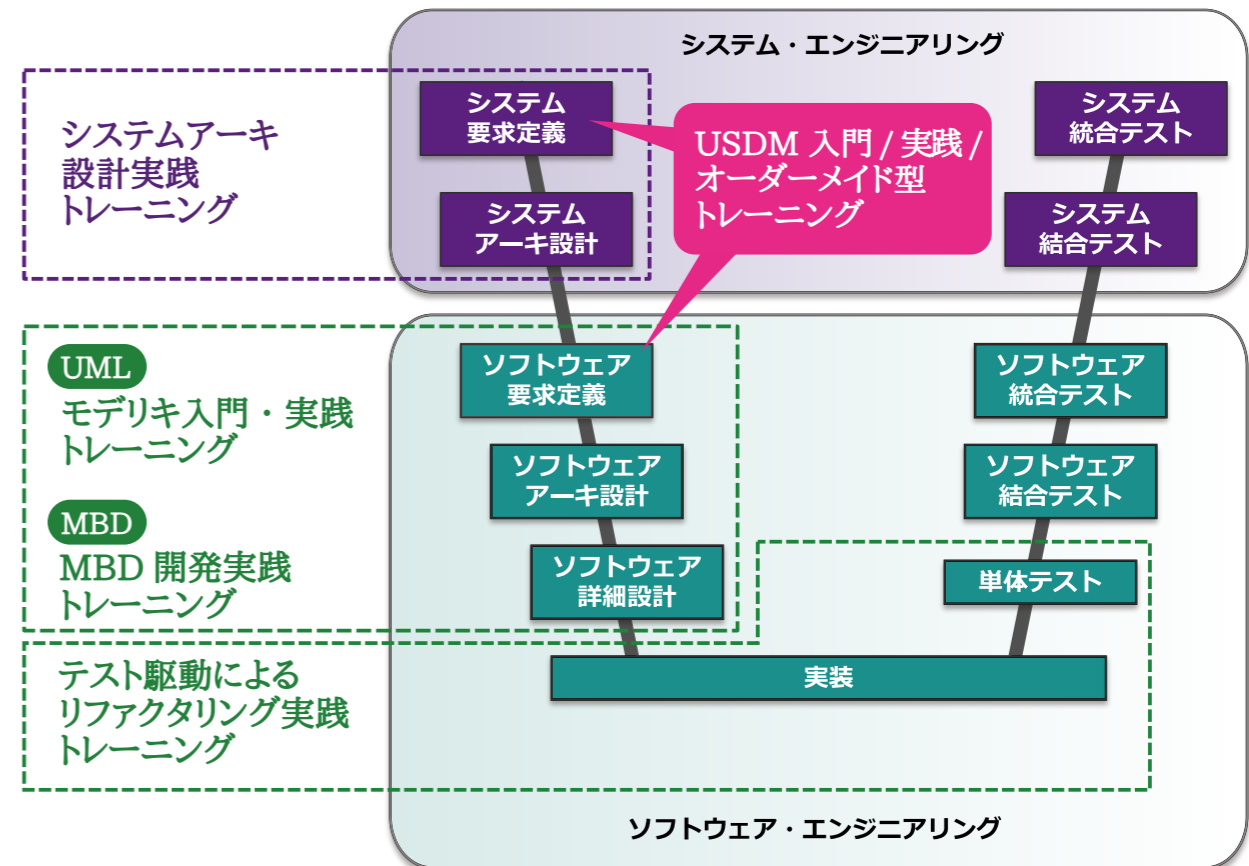 システム・エンジニアリング
システムアーキ
設計実践
トレーニング
システム
要求定義
システム
アーキ設計
USDM 入門 / 実践 /
オーダーメイド型
トレーニング
システム
統合テスト
システム
結合テスト
UML
モデリキ入門・実践
トレーニング
MBD
MBD 開発実践
トレーニング
ソフトウェア
要求定義
ソフトウェア
アーキ設計
ソフトウェア
詳細設計
ソフトウェア
統合テスト
ソフトウェア
結合テスト
単体テスト
実装
テスト駆動による
リファクタリング実践
トレーニング
ソフトウェア・エンジニアリング